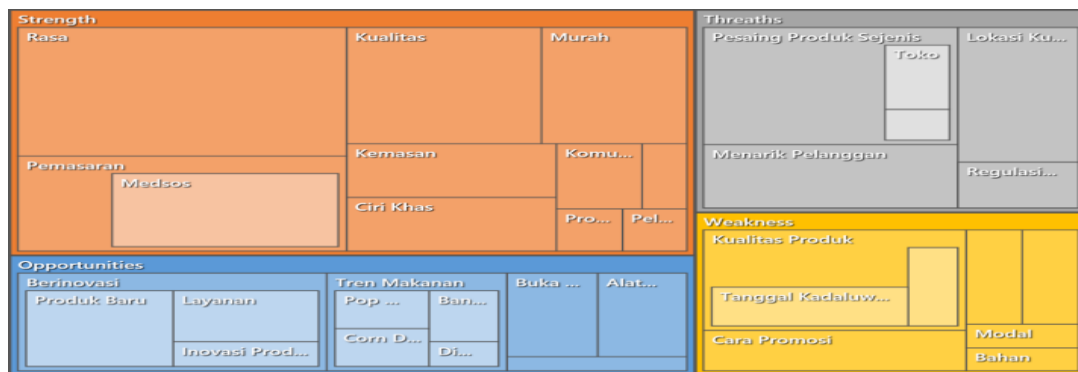 Strength
Rasa
Kualitas
Murah
Pemasaran
Medsos
Kemasan
Komu...
Ciri Khas
Pro...
Pel...
Threaths
Pesaing Produk Sejenis
Toko
Lokasi Ku...
Menarik Pelanggan
Regulasi...
Opportunities
Berinovasi
Produk Baru
Layanan
Inovasi Prod...
Tren Makanan
Pop ...
Ban...
Corn D...
Di...
Buka ...
Alat...
Weakness
Kualitas Produk
Tanggal Kadaluw...
Cara Promosi
Modal
Bahan